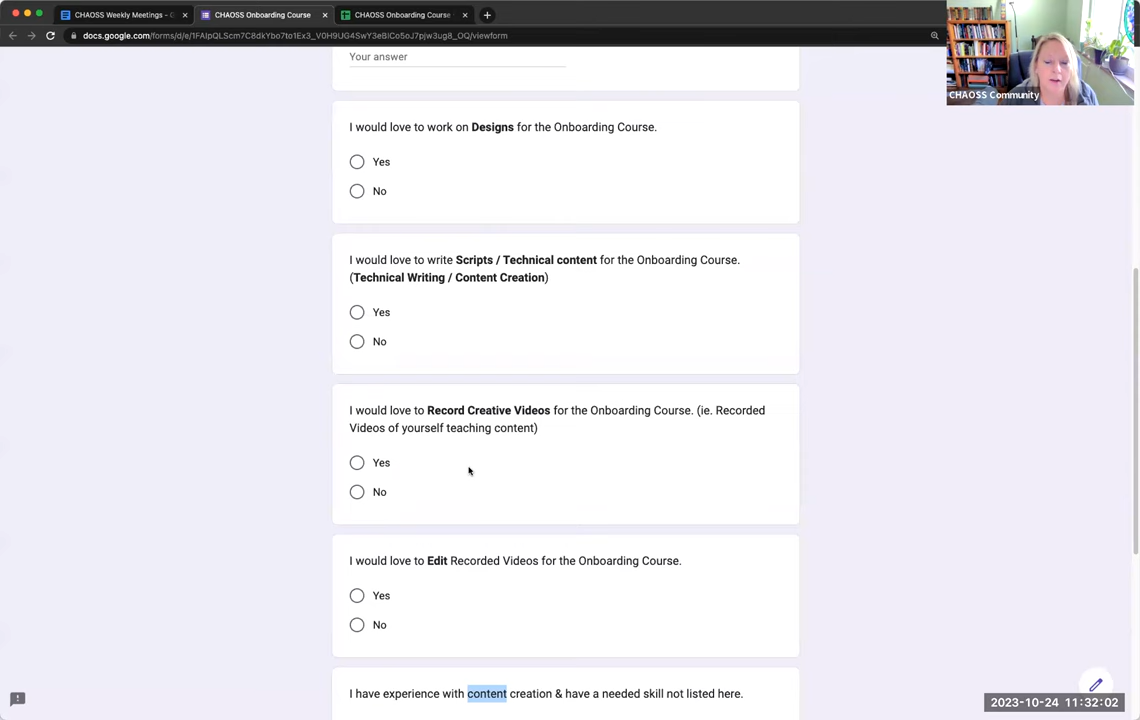 CHAOSS Weekly Meetings -
CHAOSS Onboarding Course
CHAOSS Onboarding Course
docs.google.com/forms/d/e/
/viewform
CHAOSS Community
Your answer
I would love to work on Designs for the Onboarding Course.
Yes
No
I would love to write Scripts / Technical content for the Onboarding Course.
(Technical Writing / Content Creation)
Yes
No
I would love to Record Creative Videos for the Onboarding Course. (ie. Recorded
Videos of yourself teaching content)
Yes
No
I would love to Edit Recorded Videos for the Onboarding Course.
Yes
No
I have experience with content creation & have a needed skill not listed here.
2023-10-24 11:32:02